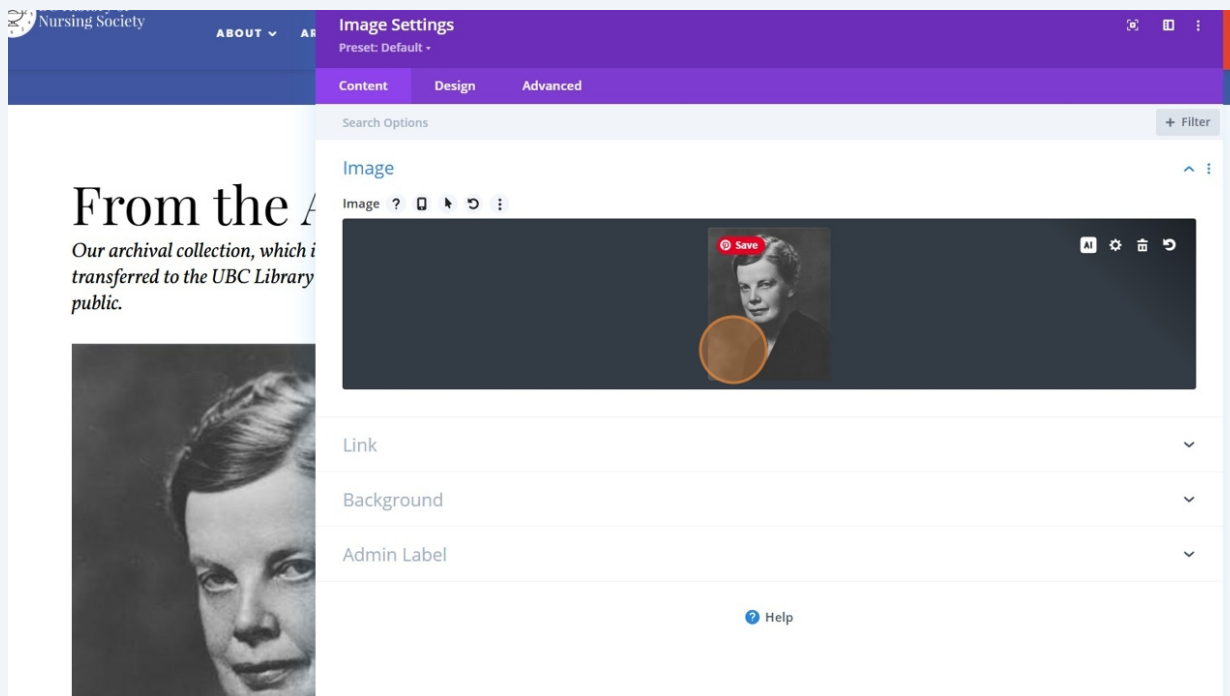 Nursing Society
ABOUT
Image Settings
Preset: Default
Content Design Advanced
Search Options
+ Filter
Image
Image ?
Save
AI
From the A
Our archival collection, which i
transferred to the UBC Library
public.
Link
Background
Admin Label
? Help